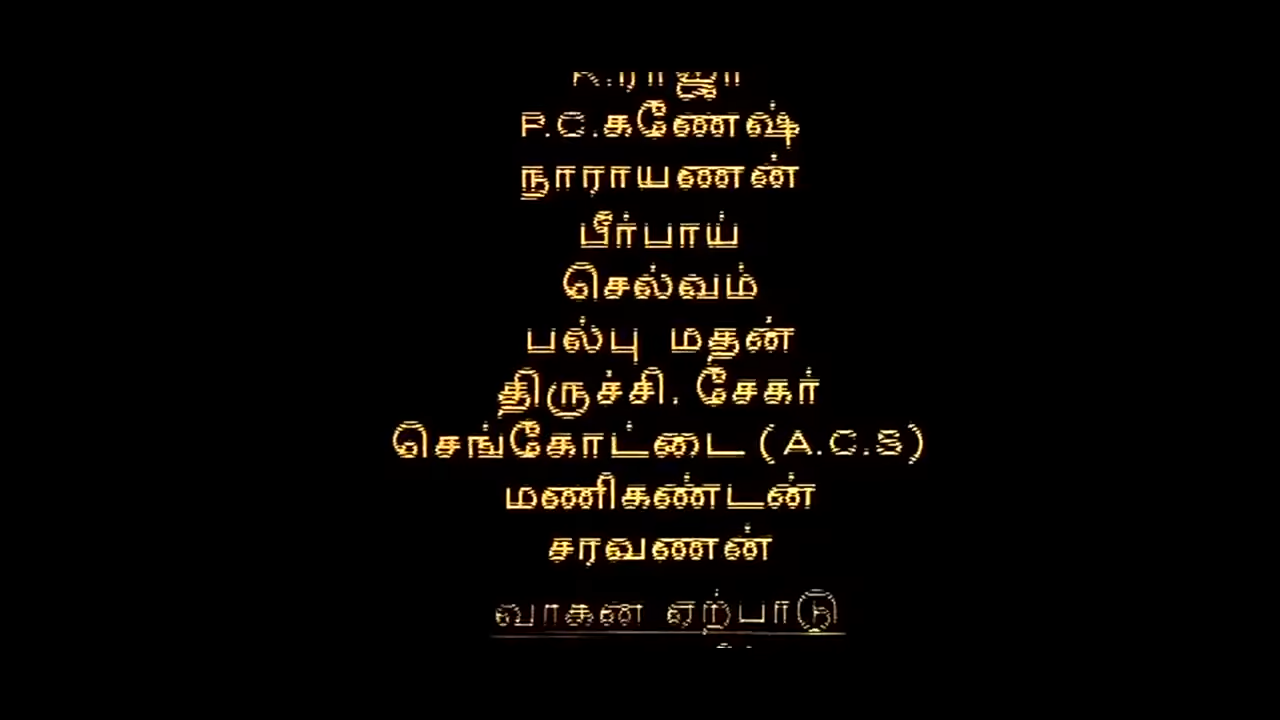 P.C.கணேஷ்
நாராயணன்
பீர்பாய்
செல்வம்
பல்பு மதன்
திருச்சி. சேகர்
செங்கோட்டை (A.C.S)
மணிகண்டன்
சரவணன்
வாகன ஏற்பாடு